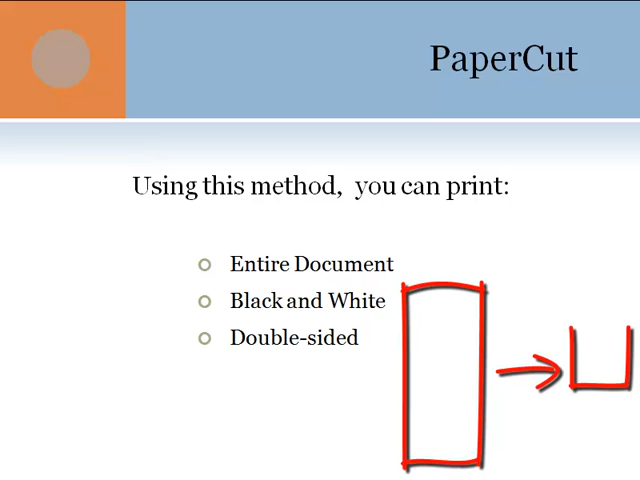 PaperCut
Using this method, you can print:
Entire Document
Black and White
Double-sided